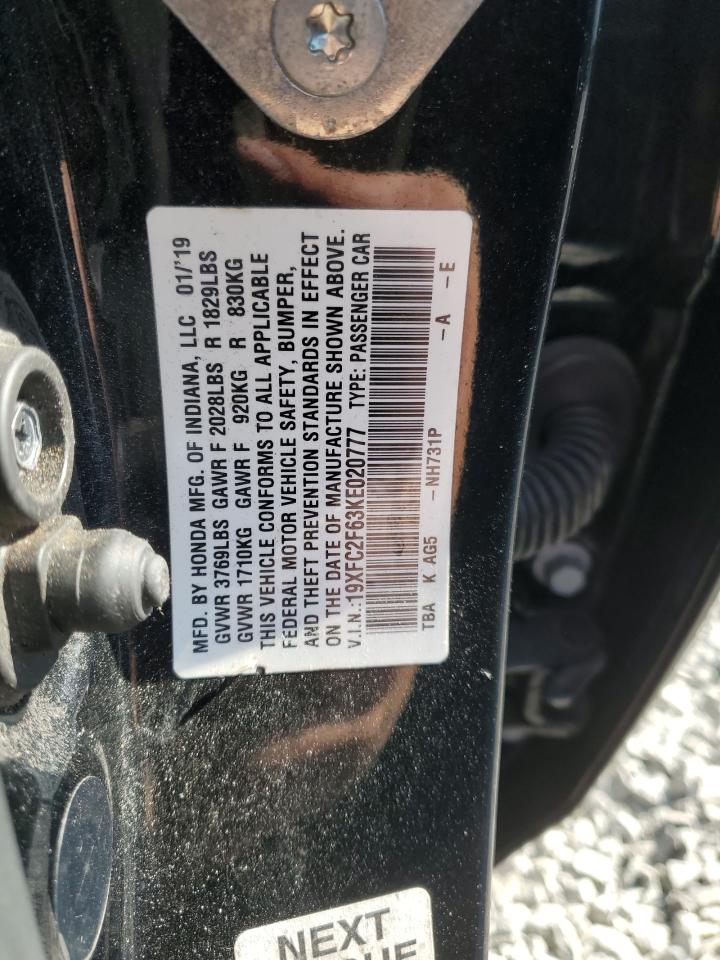 MFD. BY HONDA MFG. OF INDIANA, LLC 01/'19
GVWR 3769LBS GAWR F 2028LBS R 1829LBS
GVWR 1710KG GAWR F 920KG R 830KG
THIS VEHICLE CONFORMS TO ALL APPLICABLE
FEDERAL MOTOR VEHICLE SAFETY, BUMPER,
AND THEFT PREVENTION STANDARDS IN EFFECT
ON THE DATE OF MANUFACTURE SHOWN ABOVE.
V.I.N.:19XFC2F63KE020777 TYPE: PASSENGER CAR
TBA K AG5 -NH731P -A -E
NEXT